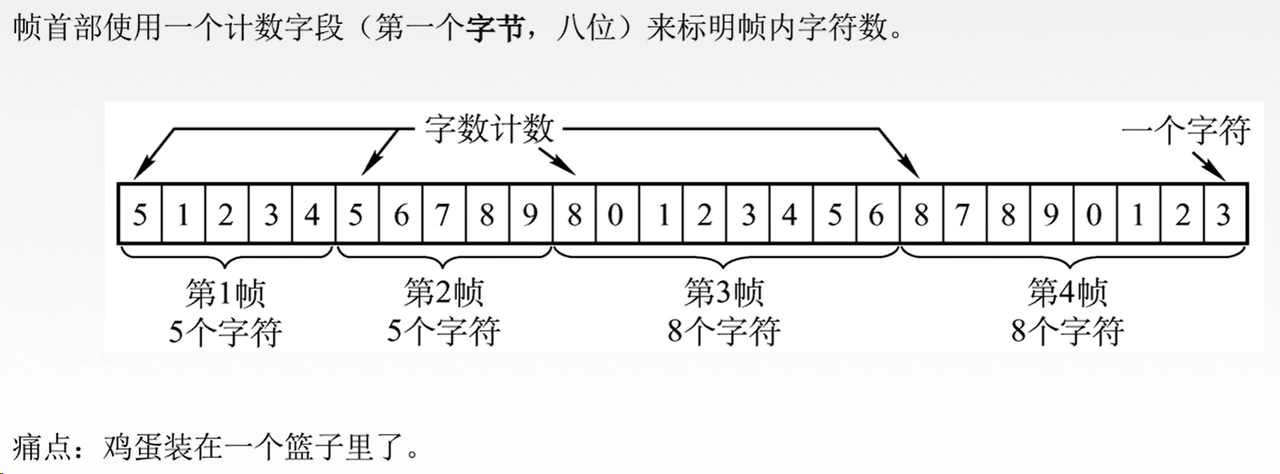 帧首部使用一个计数字段（第一个字节，八位）来标明帧内字符数。
字数计数 一个字符
5 1 2 3 4 5 6 7 8 9 8 0 1 2 3 4 5 6 8 7 8 9 0 1 2 3
第1帧 第2帧 第3帧 第4帧
5个字符 5个字符 8个字符 8个字符
痛点：鸡蛋装在一个篮子里了。